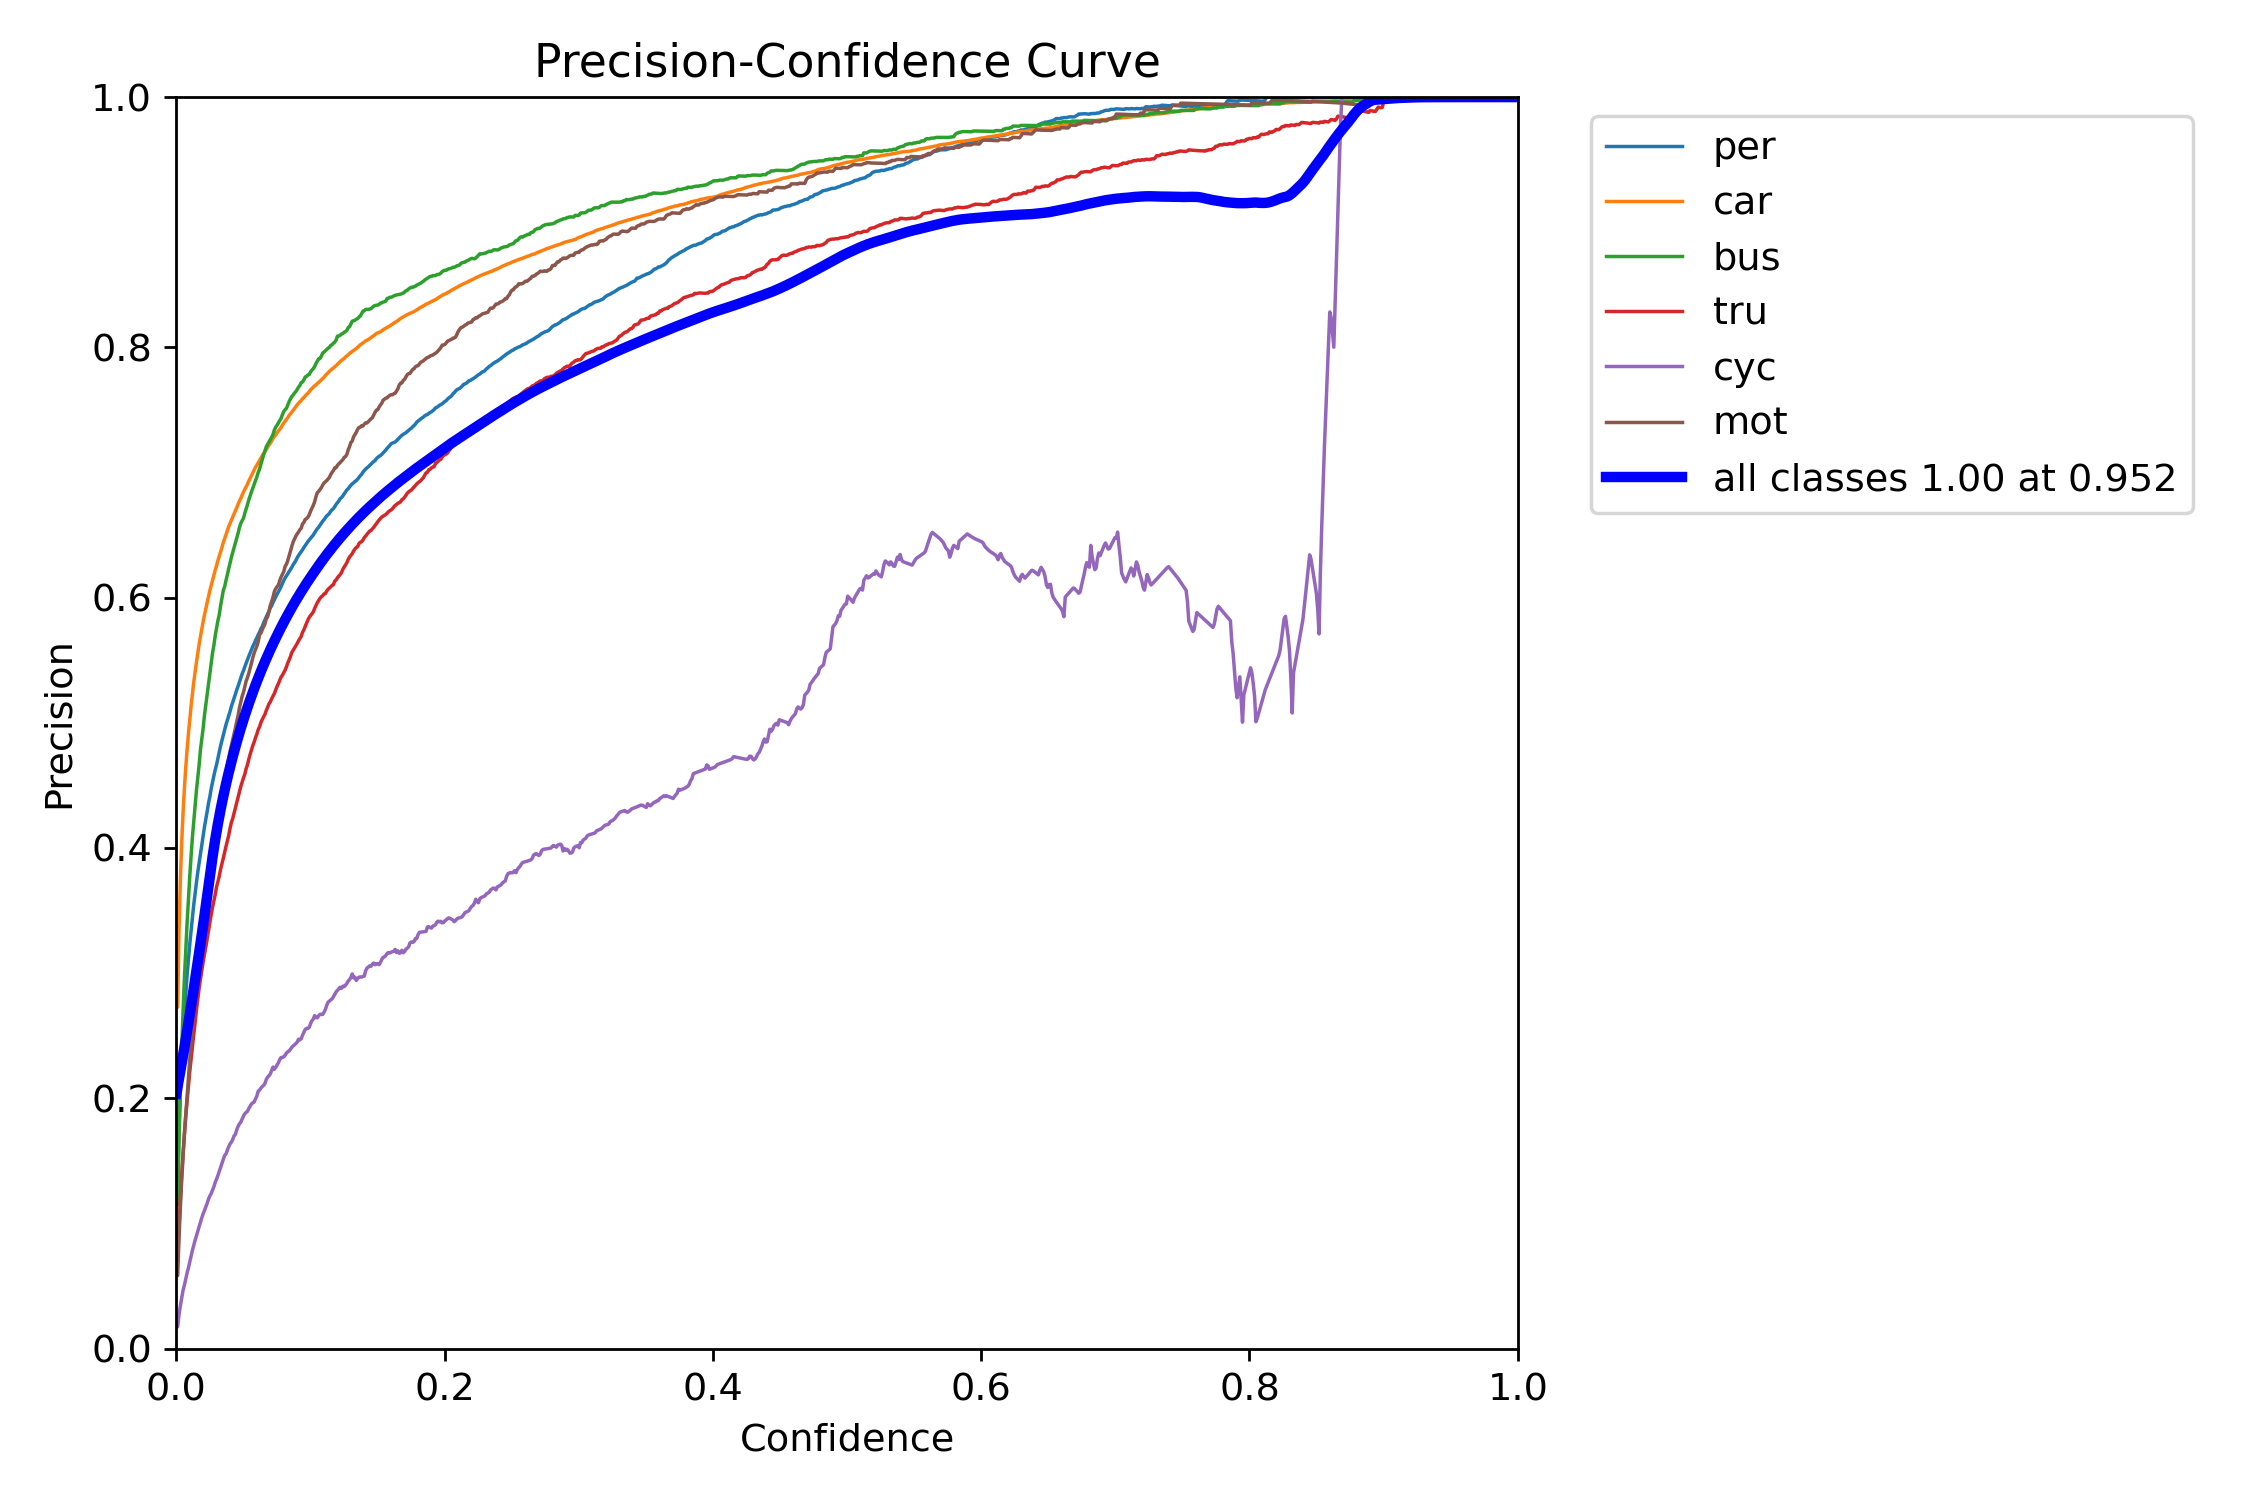 Precision-Confidence Curve
1.0
0.8
0.6
0.4
0.2
0.0
Precision
0.0 0.2 0.4 0.6 0.8 1.0
Confidence
per
car
bus
tru
cyc
mot
all classes 1.00 at 0.952